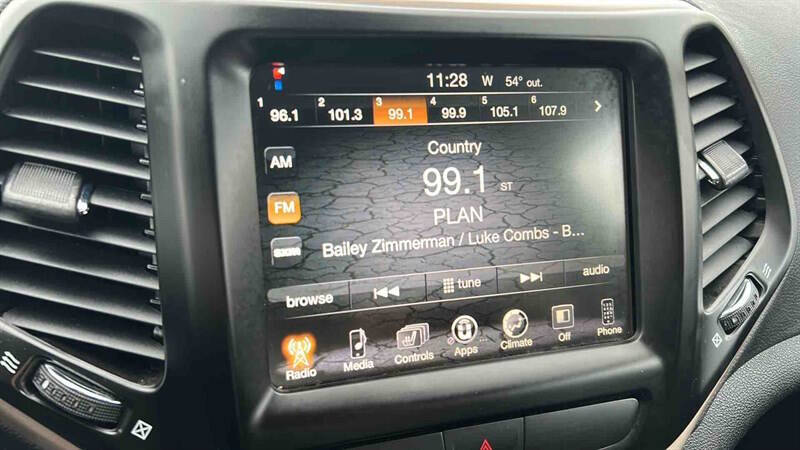 11:28 W 54° out.
1 96.1 2 101.3 3 99.1 4 99.9 5 105.1 6 107.9
AM
Country
99.1 ST
FM
PLAN
SXM
Bailey Zimmerman / Luke Combs - B...
browse tune audio
Radio Media Controls Apps Climate Off Phone